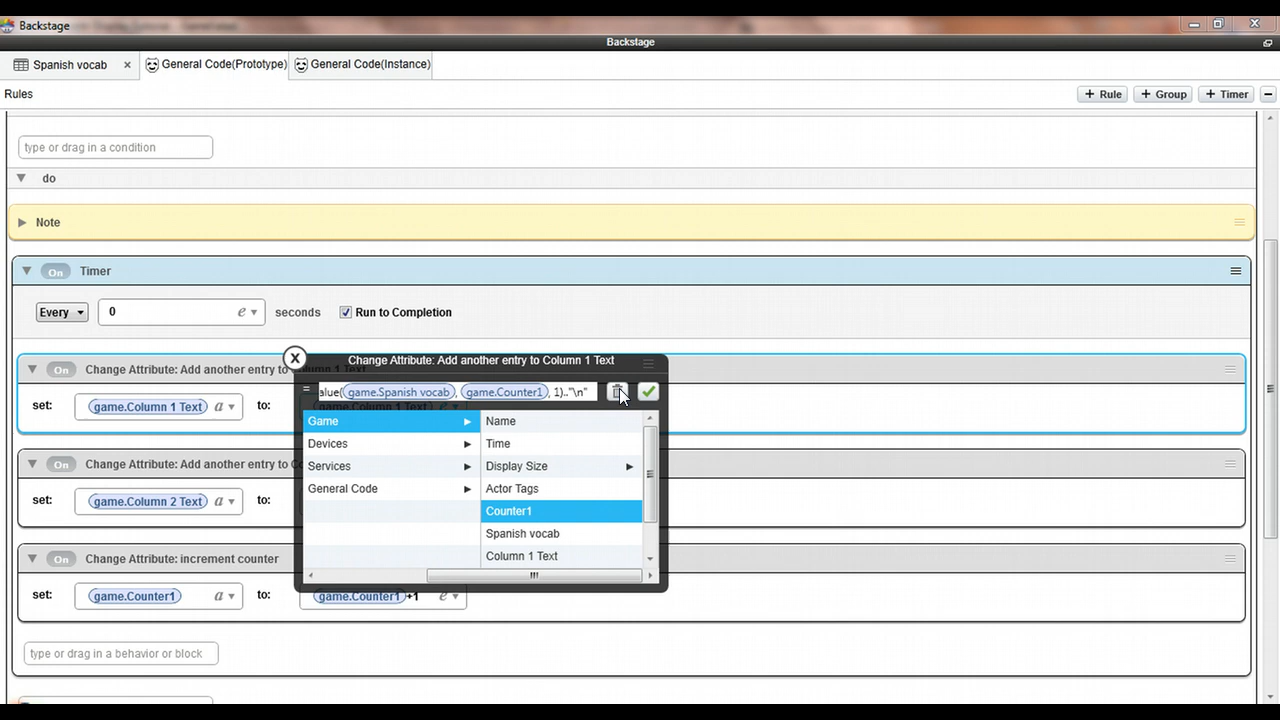 Backstage
Backstage
Spanish vocab × General Code(Prototype) General Code(Instance)
Rules + Rule + Group + Timer
type or drag in a condition
do
Note
On Timer
Every 0 e seconds Run to Completion
On Change Attribute: Add another entry to Column 1 Text
set: game.Column 1 Text a to:
X Change Attribute: Add another entry to Column 1 Text
= alue(game.Spanish vocab, game.Counter1, 1).."\n"
Game Name
Devices Time
Services Display Size
General Code Actor Tags
Counter1
Spanish vocab
Column 1 Text
On Change Attribute: Add another entry to Co
set: game.Column 2 Text a to:
On Change Attribute: increment counter
set: game.Counter1 a to: game.Counter1+1 e
type or drag in a behavior or block